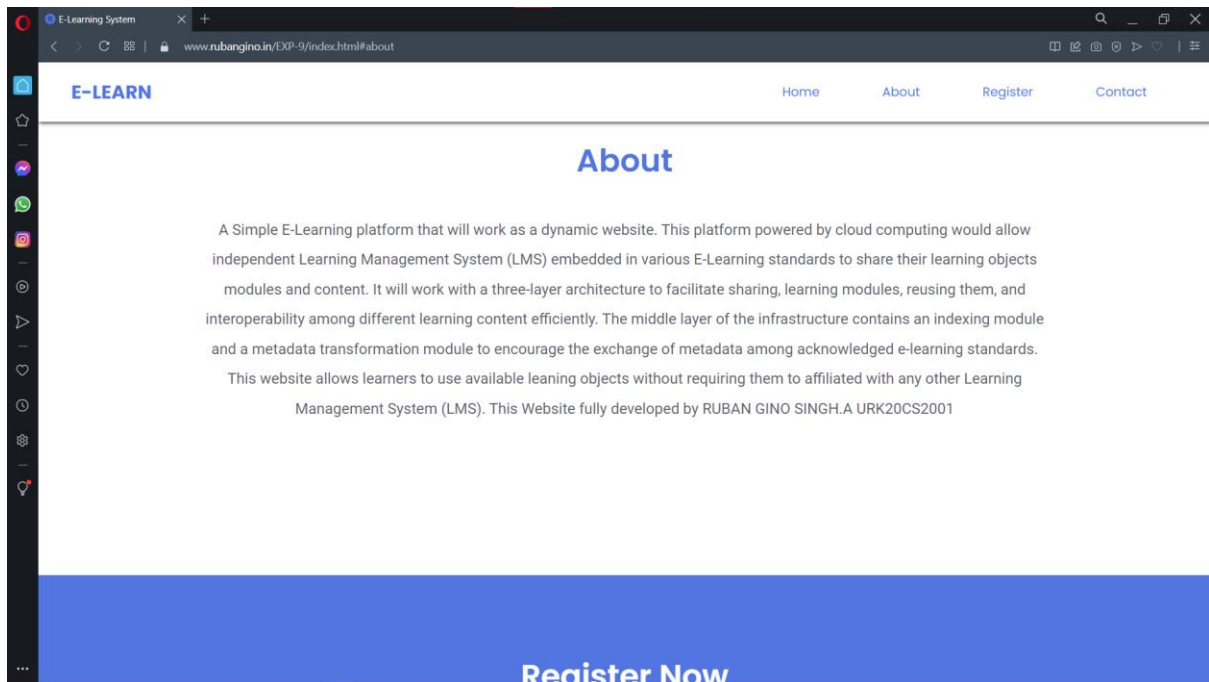 E-Learning System
www.rubangino.in/EXP-9/index.html#about
E-LEARN
Home
About
Register
Contact
About
A Simple E-Learning platform that will work as a dynamic website. This platform powered by cloud computing would allow
independent Learning Management System (LMS) embedded in various E-Learning standards to share their learning objects
modules and content. It will work with a three-layer architecture to facilitate sharing, learning modules, reusing them, and
interoperability among different learning content efficiently. The middle layer of the infrastructure contains an indexing module
and a metadata transformation module to encourage the exchange of metadata among acknowledged e-learning standards.
This website allows learners to use available leaning objects without requiring them to affiliated with any other Learning
Management System (LMS). This Website fully developed by RUBAN GINO SINGH.A URK20CS2001
Register Now